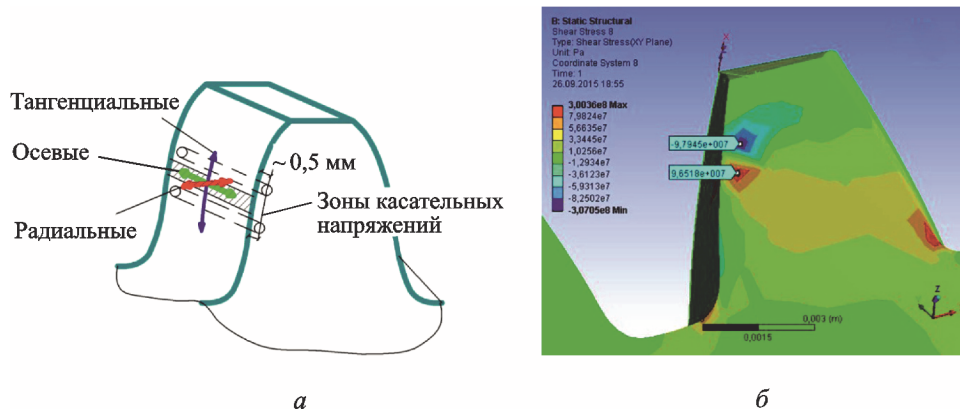 Тангенциальные
Осевые
Радиальные
~ 0,5 мм
Зоны касательных
напряжений
а
B: Static Structural
Shear Stress 8
Type: Shear Stress(XY Plane)
Unit: Pa
Coordinate System 8
Time: 1
26.09.2015 18:55
3,0036e8 Max
7,9824e7
5,6635e7
3,3445e7
1,0256e7
-1,2934e7
-3,6123e7
-5,9313e7
-8,2502e7
-3,0705e8 Min
X
-9,7945e+007
9,6518e+007
0,003 (m)
0,0015
Z
б